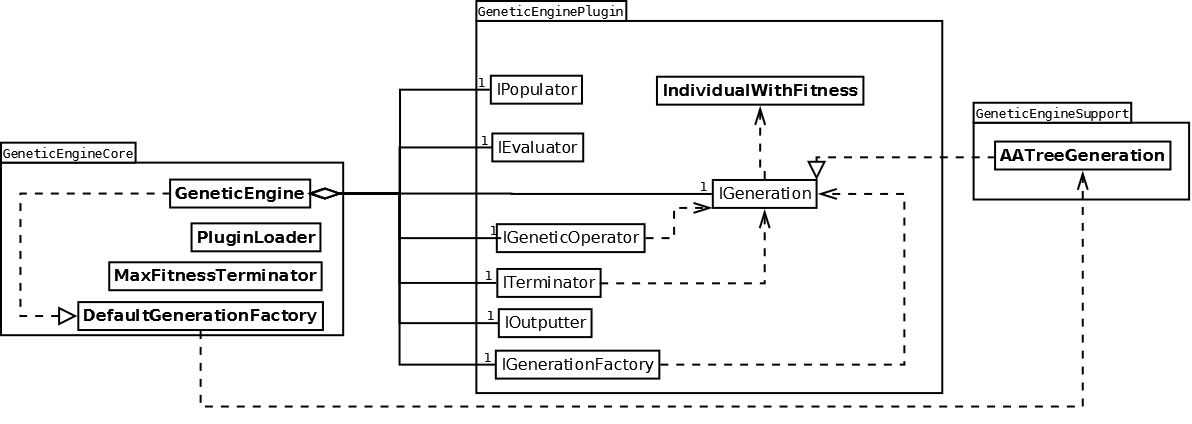 GeneticEnginePlugin
1
IPopulator
IndividualWithFitness
GeneticEngineSupport
1
IEvaluator
AATreeGeneration
GeneticEngineCore
GeneticEngine
1
IGeneration
PluginLoader
1
IGeneticOperator
MaxFitnessTerminator
1
ITerminator
DefaultGenerationFactory
1
IOutputter
1
IGenerationFactory